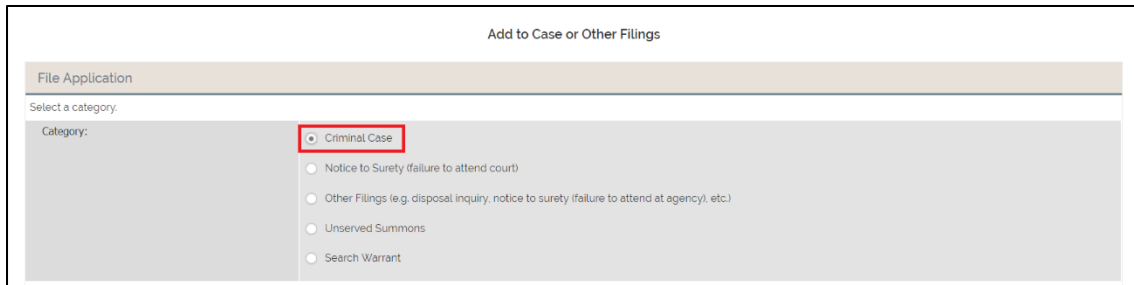 Add to Case or Other Filings
File Application
Select a category.
Category:
Criminal Case
Notice to Surety (failure to attend court)
Other Filings (e.g. disposal inquiry, notice to surety (failure to attend at agency), etc.)
Unserved Summons
Search Warrant